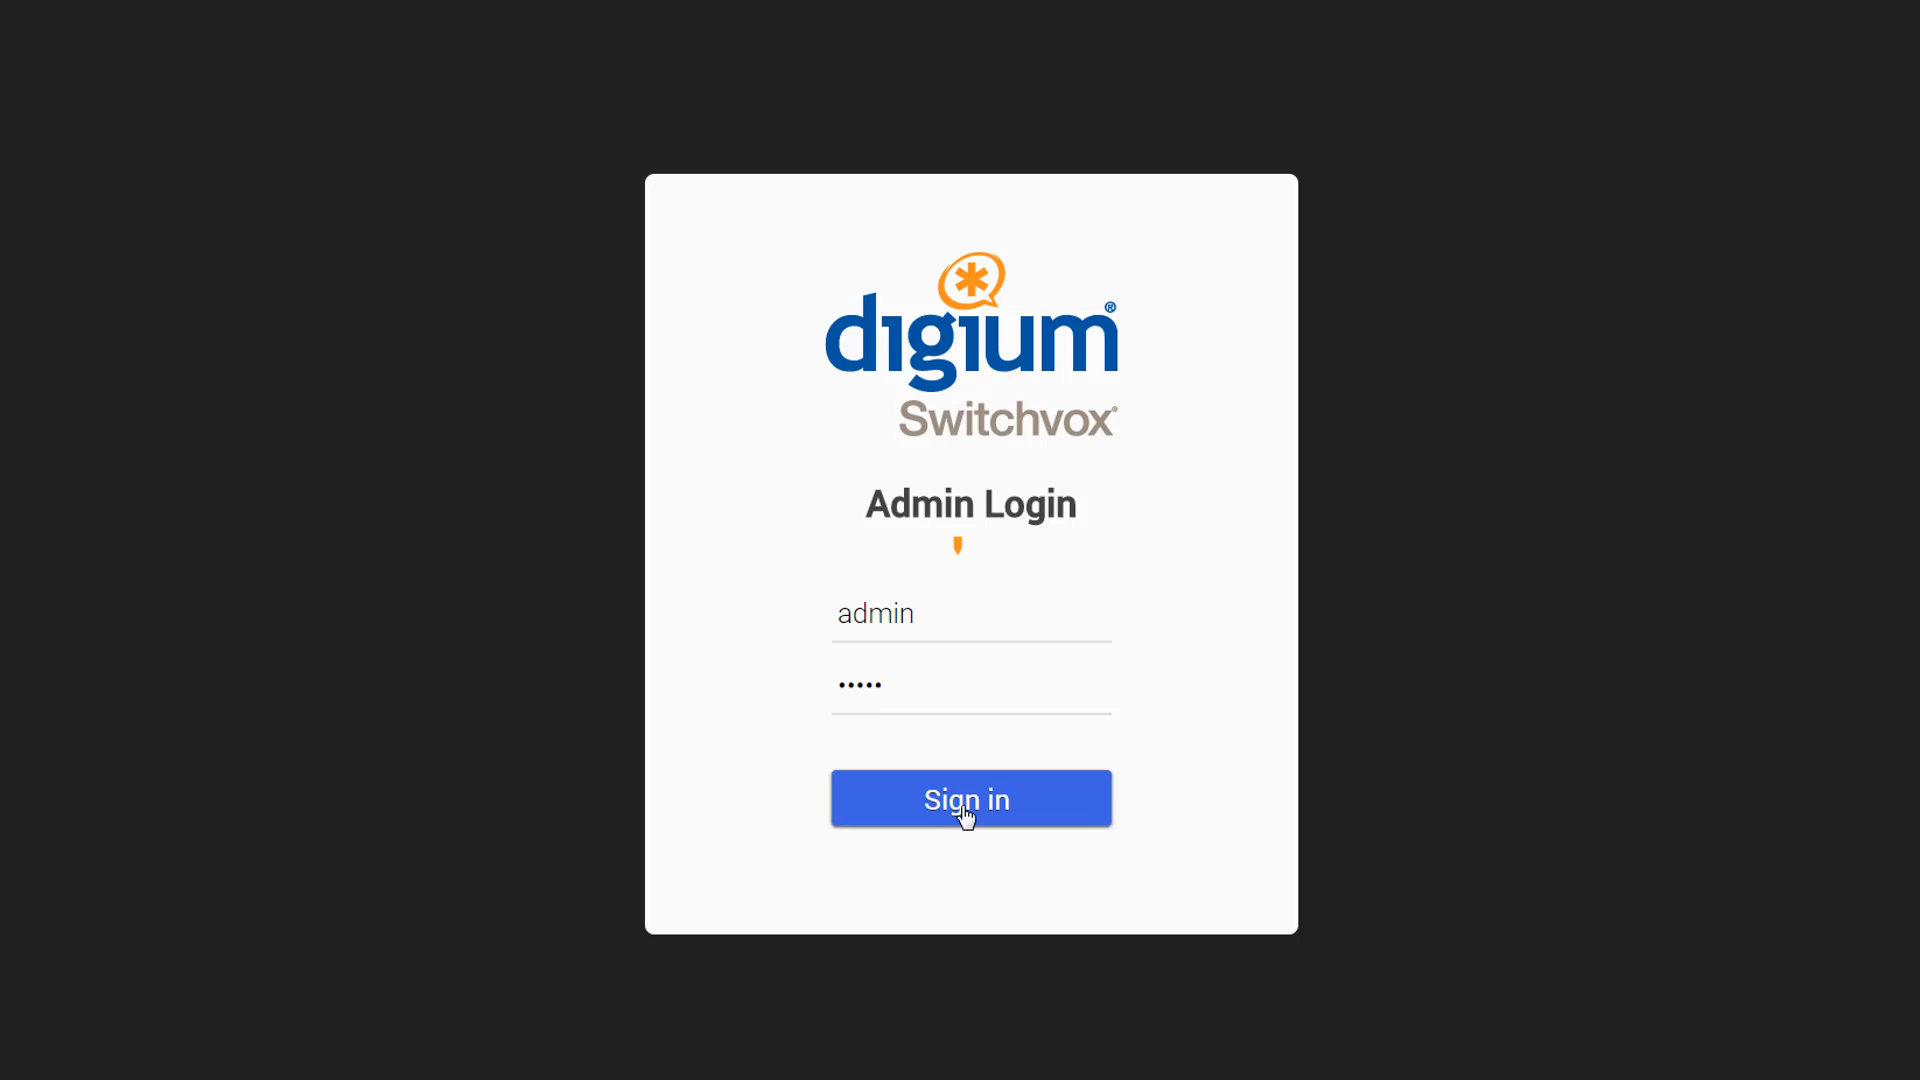 digium®
Switchvox®
Admin Login
admin
•••••
Sign in